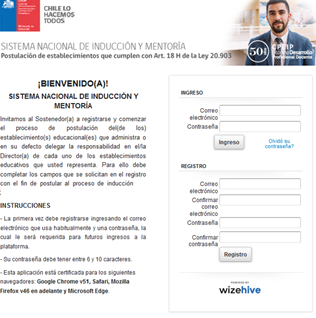 CHILE LO
HACEMOS
TODOS
SISTEMA NACIONAL DE INDUCCIÓN Y MENTORÍA
Postulación de establecimientos que cumplen con Art. 18 H de la Ley 20.903
CPEIP
Desarrollo
Profesional Docente
¡BIENVENIDO(A)!
SISTEMA NACIONAL DE INDUCCIÓN Y
MENTORÍA
Invitamos al Sostenedor(a) a registrarse y comenzar
el proceso de postulación del(de los)
establecimiento(s) educacional(es) que administra o
en su defecto delegar la responsabilidad en el/la
Director(a) de cada uno de los establecimientos
educativos que usted representa. Para ello debe
completar los campos que se solicitan en el registro
con el fin de postular al proceso de inducción
INSTRUCCIONES
- La primera vez debe registrarse ingresando el correo
electrónico que usa habitualmente y una contraseña, la
cual le será requerida para futuros ingresos a la
plataforma.
- Su contraseña debe tener entre 6 y 10 caracteres.
- Esta aplicación está certificada para los siguientes
navegadores: Google Chrome v51, Safari, Mozilla
Firefox v46 en adelante y Microsoft Edge.
INGRESO
Correo
electrónico
Contraseña
Ingreso
Olvidó su
contraseña?
REGISTRO
Correo
electrónico
Confirmar
correo
electrónico
Contraseña
Confirmar
contraseña
Registro
POWERED BY
wizehive